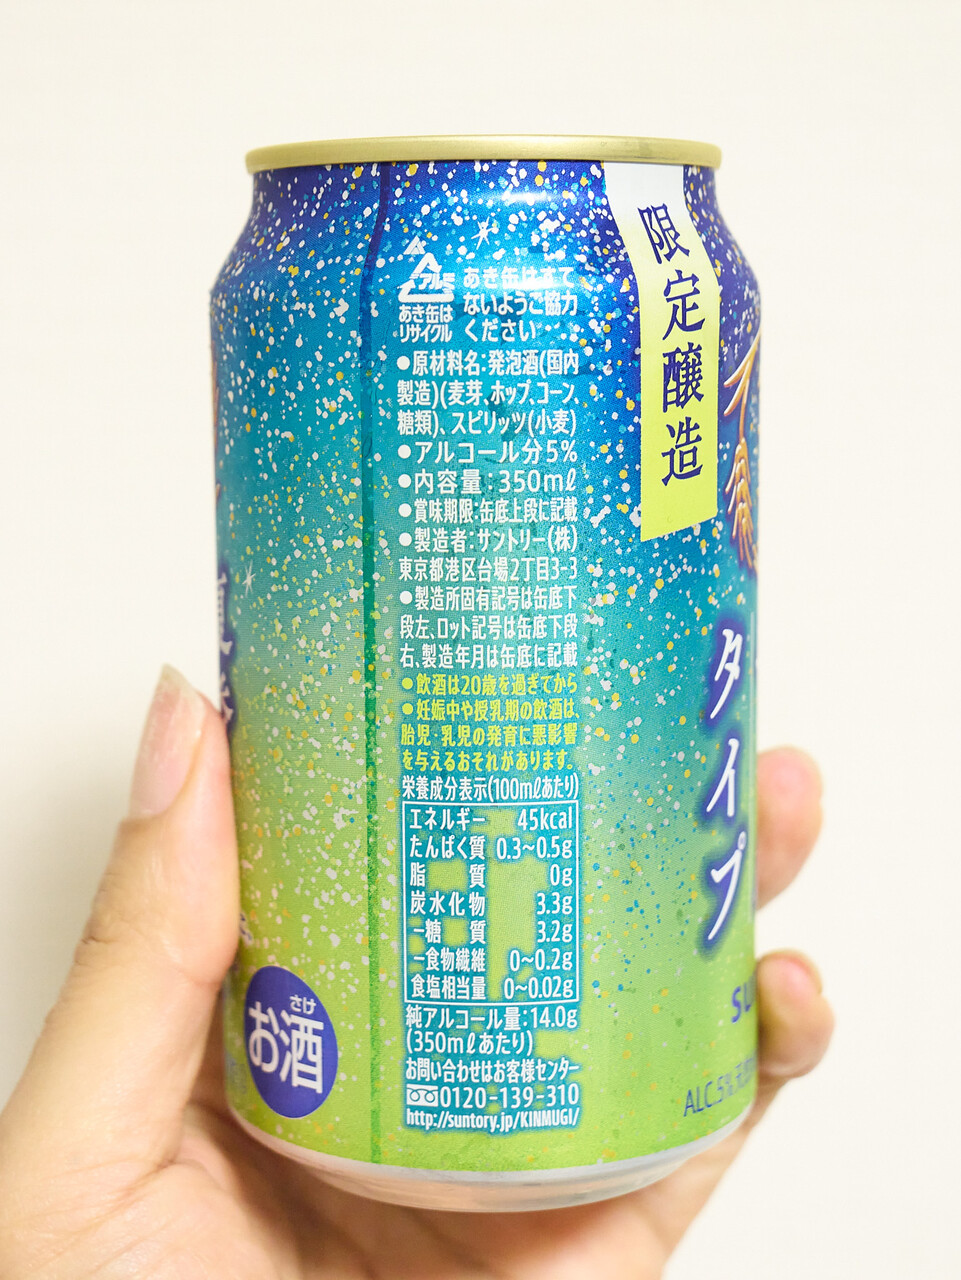 限定醸造
アルミ
あき缶は
リサイクル
あき缶はすて
ないようご協力
ください
●原材料名:発泡酒(国内
製造)(麦芽、ホップ、コーン、
糖類)、スピリッツ(小麦)
●アルコール分5%
●内容量:350mℓ
●賞味期限:缶底上段に記載
●製造者:サントリー(株)
東京都港区台場2丁目3-3
●製造所固有記号は缶底下
段左、ロット記号は缶底下段
右、製造年月は缶底に記載
●飲酒は20歳を過ぎてから
●妊娠中や授乳期の飲酒は、
胎児・乳児の発育に悪影響
を与えるおそれがあります。
栄養成分表示(100mℓあたり)
エネルギー 45kcal
たんぱく質 0.3~0.5g
脂質 0g
炭水化物 3.3g
-糖質 3.2g
-食物繊維 0~0.2g
食塩相当量 0~0.02g
純アルコール量:14.0g
(350mℓあたり)
お問い合わせはお客様センター
0120-139-310
http://suntory.jp/KINMUGI/
さけ
お酒
タイプ
SU
ALC.5%